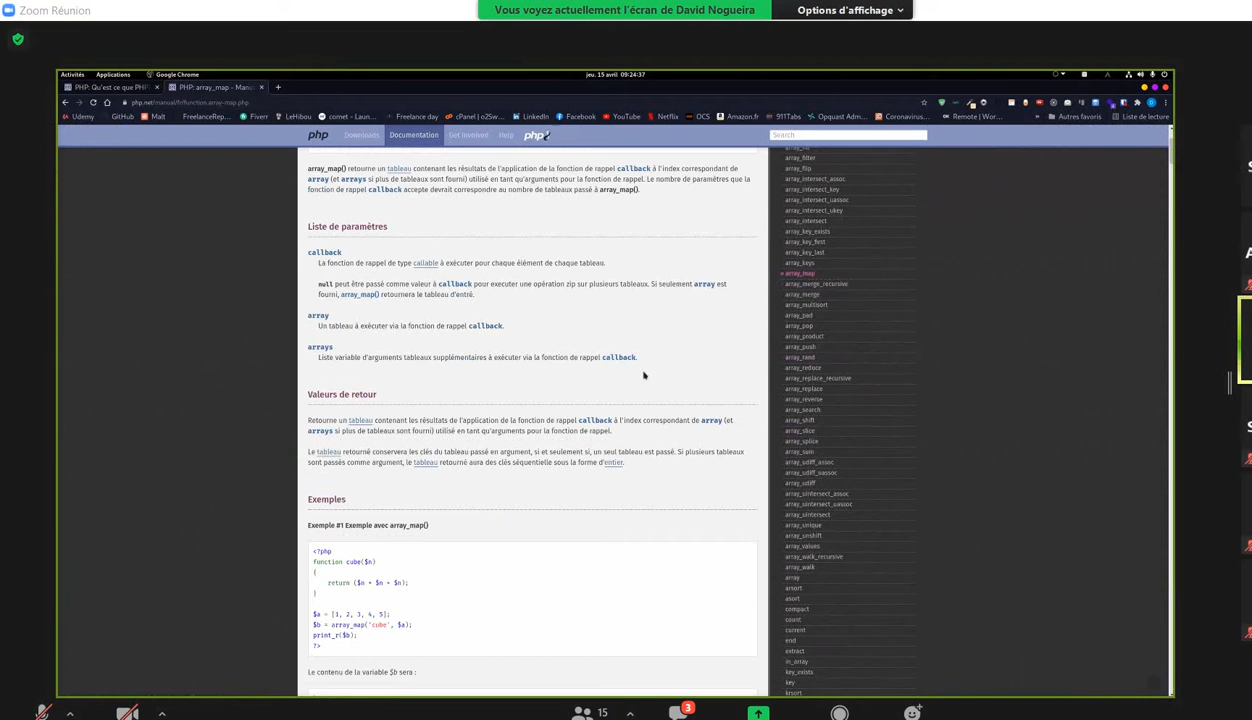 Zoom Réunion
Vous voyez actuellement l'écran de David Nogueira
Options d'affichage
Activités Applications Google Chrome jeu. 15 avril 09:24:37
PHP: Qu'est ce que PHP × PHP: array_map - Manu × +
php.net/manual/fr/function.array-map.php
Udemy GitHub Malt FreelanceRep... Fiverr LeHibou comet - Laun... Freelance day cPanel | o2Sw... LinkedIn Facebook YouTube Netflix OCS Amazon.fr 911Tabs Opquast Adm... Coronavirus... Remote | Wo... Autres favoris Liste de lecture
php Downloads Documentation Get Involved Help php Search
array_map() retourne un tableau contenant les résultats de l'application de la fonction de rappel callback à l'index correspondant de
array (et arrays si plus de tableaux sont fourni) utilisé en tant qu'arguments pour la fonction de rappel. Le nombre de paramètres que la
fonction de rappel callback accepte devrait correspondre au nombre de tableaux passé à array_map().
Liste de paramètres
callback
La fonction de rappel de type callable à exécuter pour chaque élément de chaque tableau.
null peut être passé comme valeur à callback pour executer une opération zip sur plusieurs tableaux. Si seulement array est
fourni, array_map() retournera le tableau d'entré.
array
Un tableau à exécuter via la fonction de rappel callback.
arrays
Liste variable d'arguments tableaux supplémentaires à exécuter via la fonction de rappel callback.
Valeurs de retour
Retourne un tableau contenant les résultats de l'application de la fonction de rappel callback à l'index correspondant de array (et
arrays si plus de tableaux sont fourni) utilisé en tant qu'arguments pour la fonction de rappel.
Le tableau retourné conservera les clés du tableau passé en argument, si et seulement si, un seul tableau est passé. Si plusieurs tableaux
sont passés comme argument, le tableau retourné aura des clés séquentielle sous la forme d'entier.
Exemples
Exemple #1 Exemple avec array_map()
<?php
function cube($n)
{
return ($n * $n * $n);
}
$a = [1, 2, 3, 4, 5];
$b = array_map('cube', $a);
print_r($b);
?>
Le contenu de la variable $b sera :
array_filter
array_flip
array_intersect_assoc
array_intersect_key
array_intersect_uassoc
array_intersect_ukey
array_intersect
array_key_exists
array_key_first
array_key_last
array_keys
array_map
array_merge_recursive
array_merge
array_multisort
array_pad
array_pop
array_product
array_push
array_rand
array_reduce
array_replace_recursive
array_replace
array_reverse
array_search
array_shift
array_slice
array_splice
array_sum
array_udiff_assoc
array_udiff_uassoc
array_udiff
array_uintersect_assoc
array_uintersect_uassoc
array_uintersect
array_unique
array_unshift
array_values
array_walk_recursive
array_walk
array
arsort
asort
compact
count
current
end
extract
in_array
key_exists
key
krsort
15
3